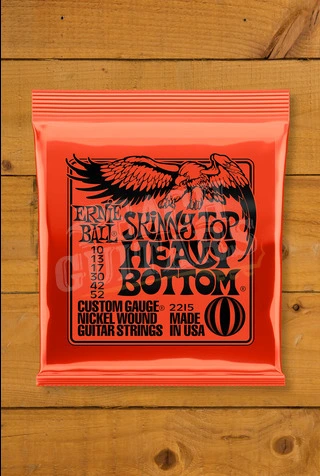 ERNIE
BALL
SKINNY TOP
HEAVY
BOTTOM®
10
13
17
30
42
52
CUSTOM GAUGE®
NICKEL WOUND
GUITAR STRINGS
2215
MADE
IN USA